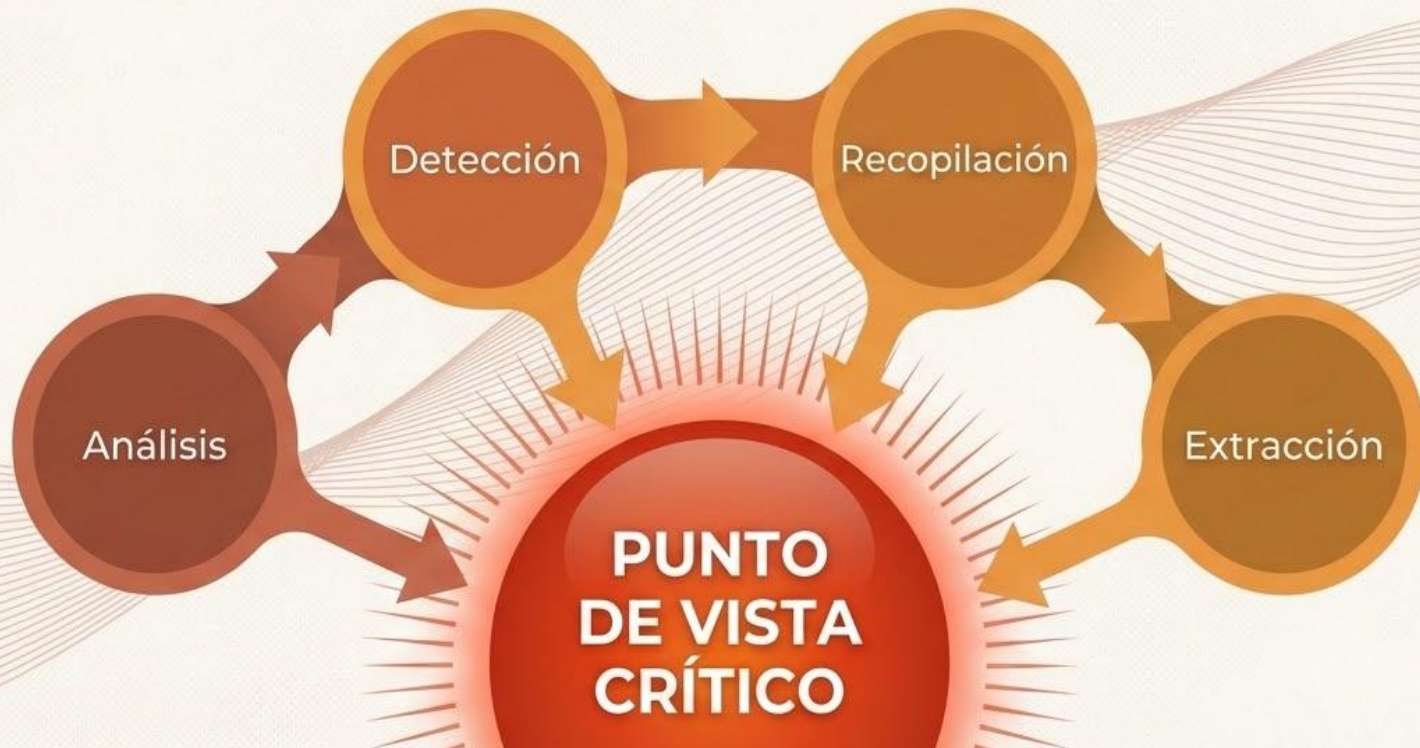 Detección
Recopilación
Análisis
Extracción
PUNTO
DE VISTA
CRÍTICO